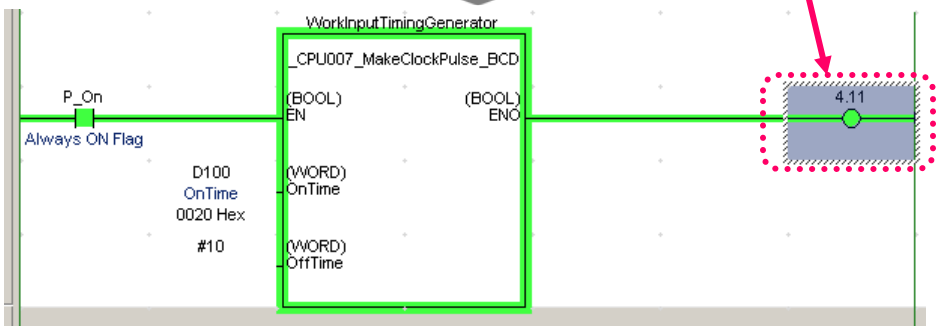 WorkInputTimingGenerator
_CPU007_MakeClockPulse_BCD
P_On
Always ON Flag
(BOOL)
EN
(BOOL)
ENO
4.11
D100
OnTime
0020 Hex
(WORD)
OnTime
#10
(WORD)
OffTime